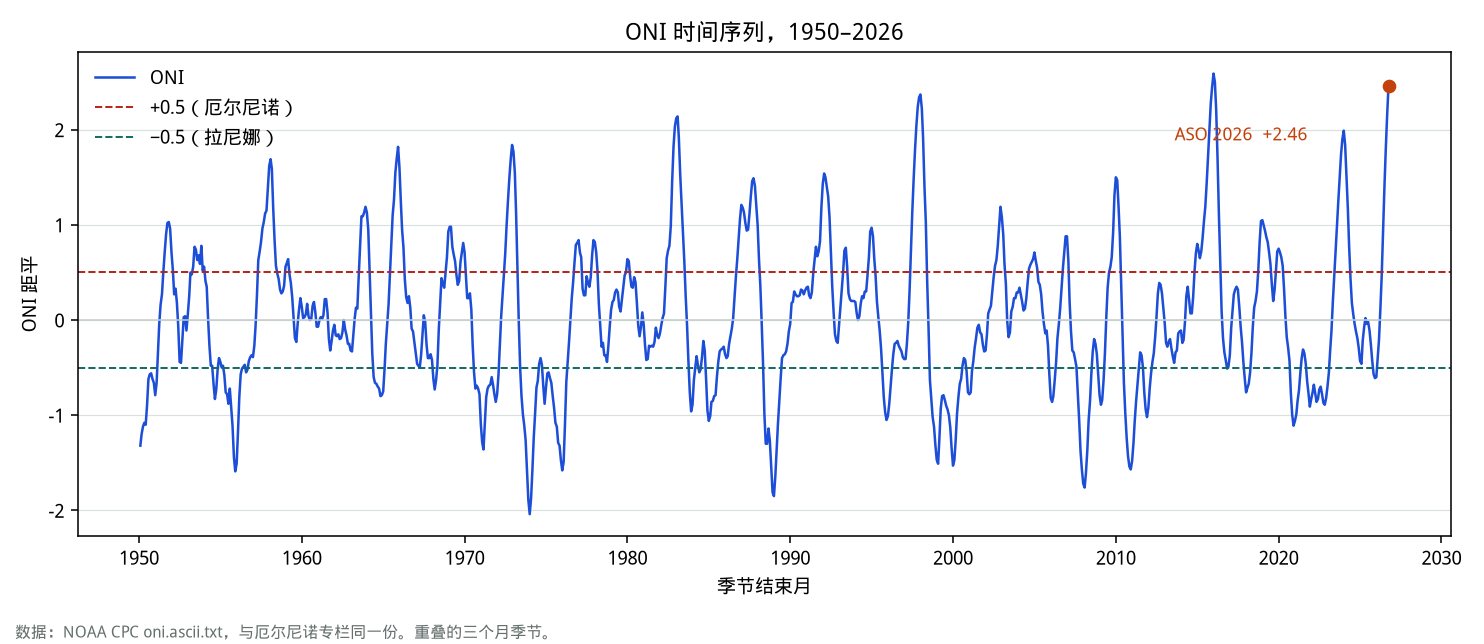 ONI 时间序列，1950–2026
ONI
+0.5（厄尔尼诺）
−0.5（拉尼娜）
ASO 2026 +2.46
ONI 距平
2
1
0
-1
-2
1950 1960 1970 1980 1990 2000 2010 2020 2030
季节结束月
数据：NOAA CPC oni.ascii.txt，与厄尔尼诺专栏同一份。重叠的三个月季节。